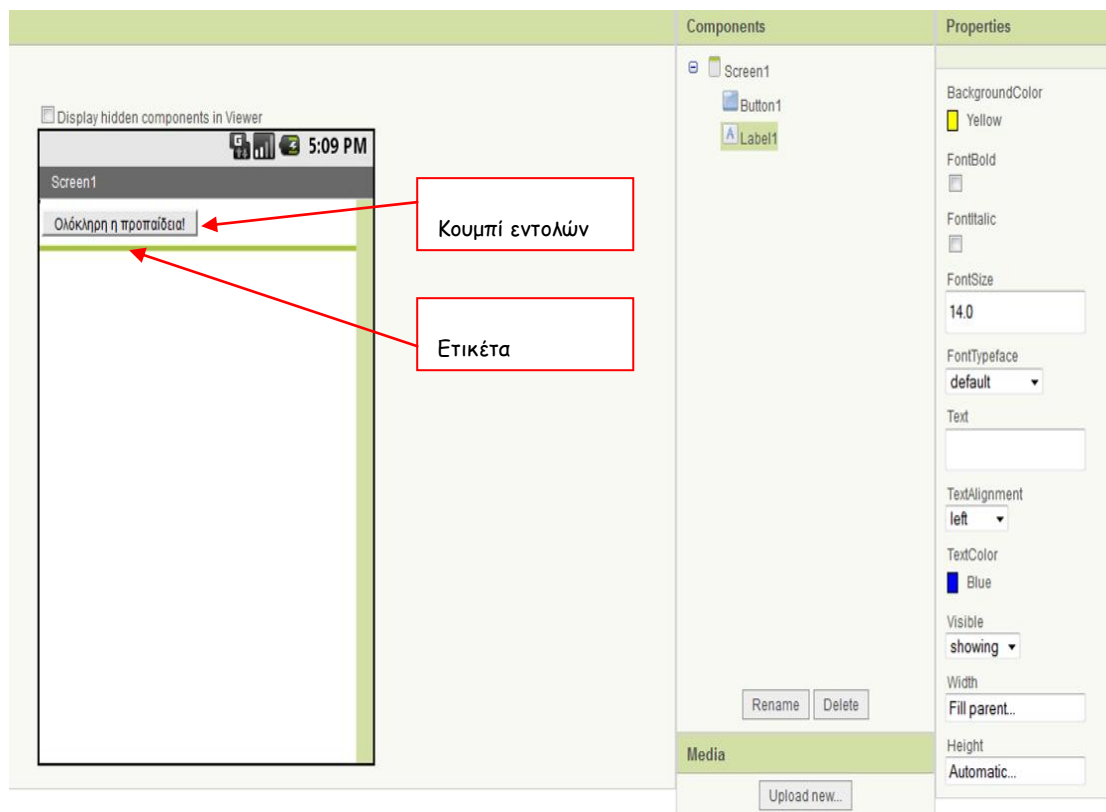 Components
Properties
Display hidden components in Viewer
5:09 PM
Screen1
Ολόκληρη η προπαίδεια!
Κουμπί εντολών
Ετικέτα
Screen1
Button1
A Label1
Rename
Delete
Media
Upload new...
BackgroundColor
Yellow
FontBold
FontItalic
FontSize
14.0
FontTypeface
default
Text
TextAlignment
left
TextColor
Blue
Visible
showing
Width
Fill parent...
Height
Automatic...